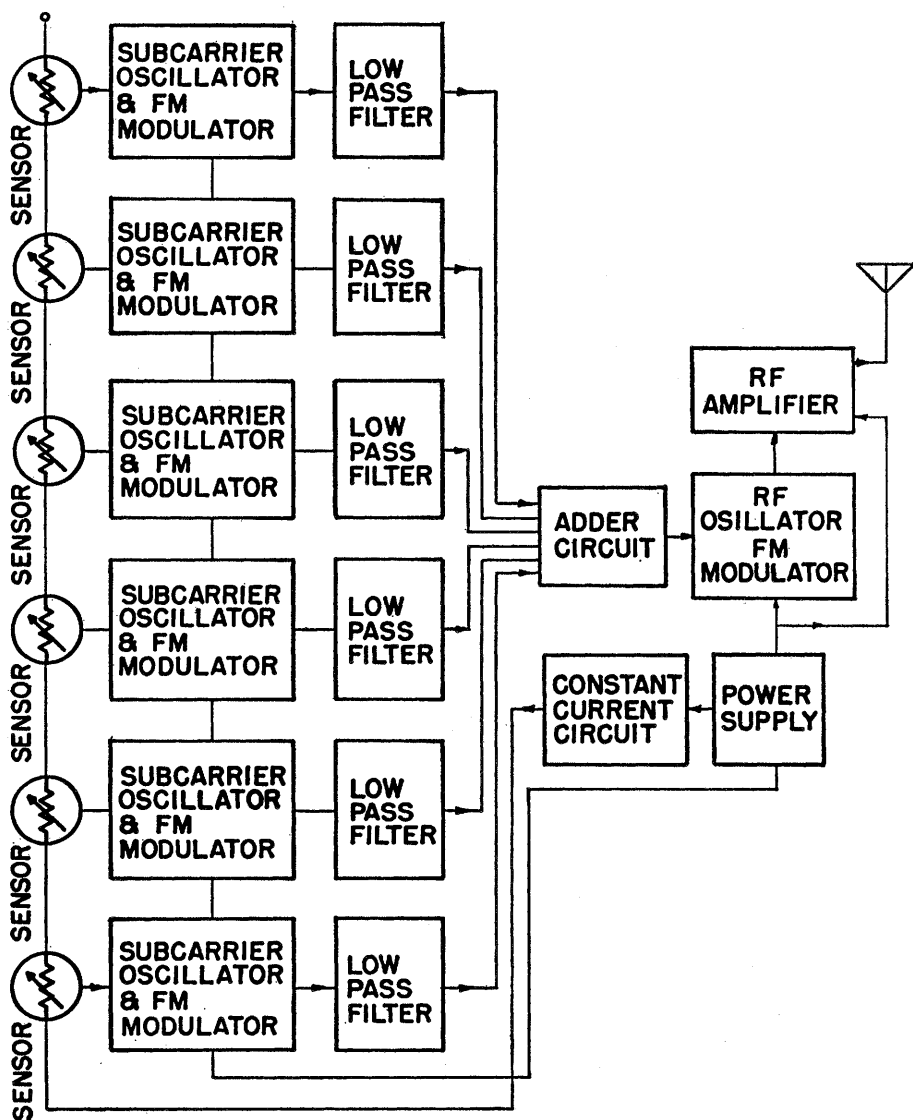 SUBCARRIER
OSCILLATOR
& FM
MODULATOR
LOW
PASS
FILTER
SENSOR
SUBCARRIER
OSCILLATOR
& FM
MODULATOR
LOW
PASS
FILTER
SENSOR
SUBCARRIER
OSCILLATOR
& FM
MODULATOR
LOW
PASS
FILTER
SENSOR
SUBCARRIER
OSCILLATOR
& FM
MODULATOR
LOW
PASS
FILTER
SENSOR
SUBCARRIER
OSCILLATOR
& FM
MODULATOR
LOW
PASS
FILTER
SENSOR
SUBCARRIER
OSCILLATOR
& FM
MODULATOR
LOW
PASS
FILTER
SENSOR
ADDER
CIRCUIT
RF
AMPLIFIER
RF
OSILLATOR
FM
MODULATOR
CONSTANT
CURRENT
CIRCUIT
POWER
SUPPLY